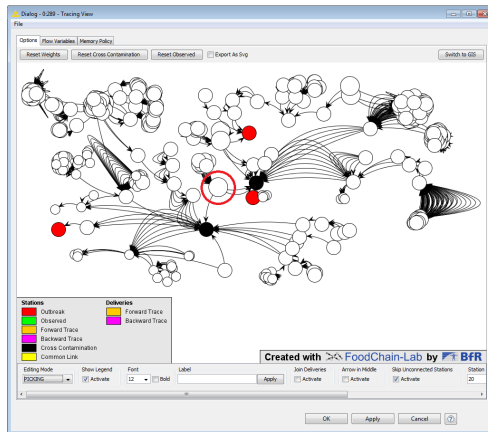 Dialog - 0:289 - Tracing View
File
Options Flow Variables Memory Policy
Reset Weights Reset Cross Contamination Reset Observed Export As Svg Switch to GIS
Stations Deliveries
Outbreak Forward Trace
Observed Backward Trace
Forward Trace
Backward Trace
Cross Contamination
Common Link
Created with FoodChain-Lab by BfR
Editing Mode Show Legend Font Label Join Deliveries Arrow in Middle Skip Unconnected Stations Station
PICKING Activate 12 Bold Apply Activate Activate Activate 20
OK Apply Cancel ?